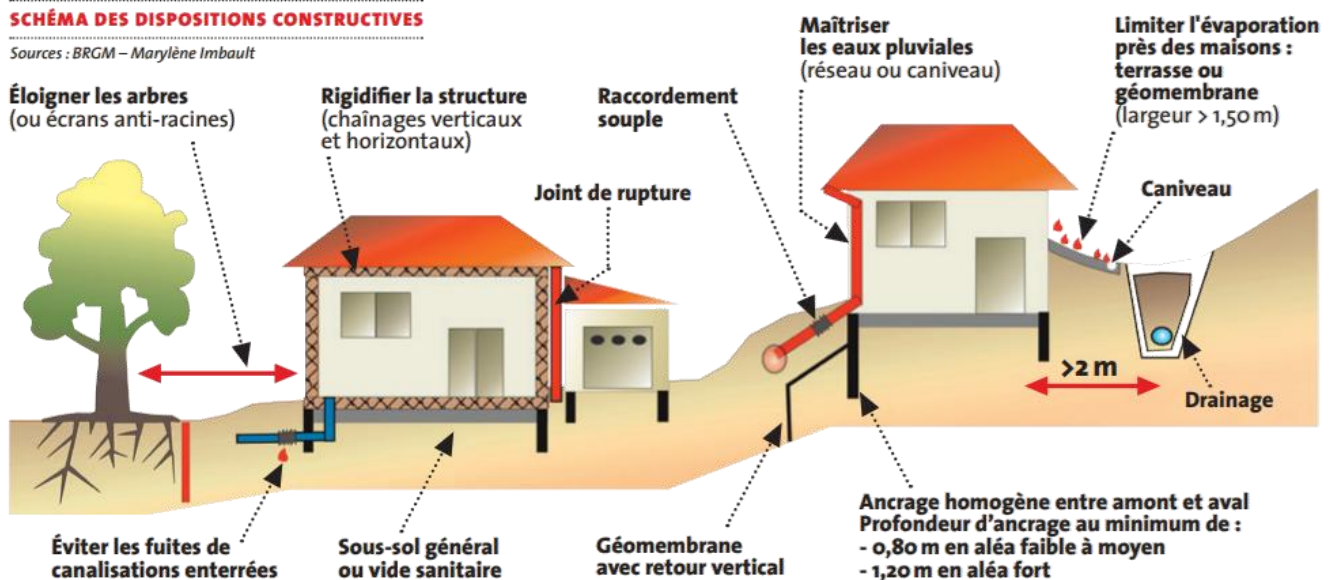 SCHÉMA DES DISPOSITIONS CONSTRUCTIVES
Sources : BRGM – Marylène Imbault
Éloigner les arbres
(ou écrans anti-racines)
Rigidifier la structure
(chaînages verticaux
et horizontaux)
Raccordement
souple
Joint de rupture
Maîtriser
les eaux pluviales
(réseau ou caniveau)
Limiter l'évaporation
près des maisons :
terrasse ou
géomembrane
(largeur > 1,50 m)
Caniveau
>2 m
Drainage
Éviter les fuites de
canalisations enterrées
Sous-sol général
ou vide sanitaire
Géomembrane
avec retour vertical
Ancrage homogène entre amont et aval
Profondeur d'ancrage au minimum de :
- 0,80 m en aléa faible à moyen
- 1,20 m en aléa fort